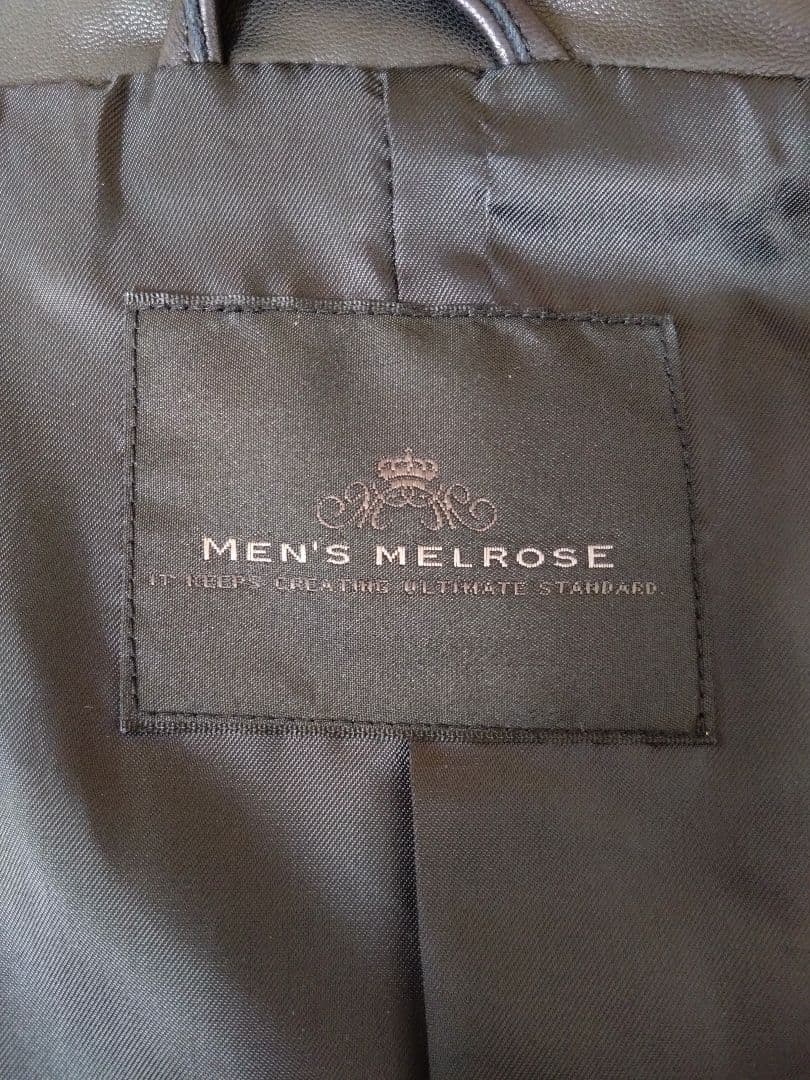 MEN'S MELROSE
IT KEEPS CREATING ULTIMATE STANDARD.